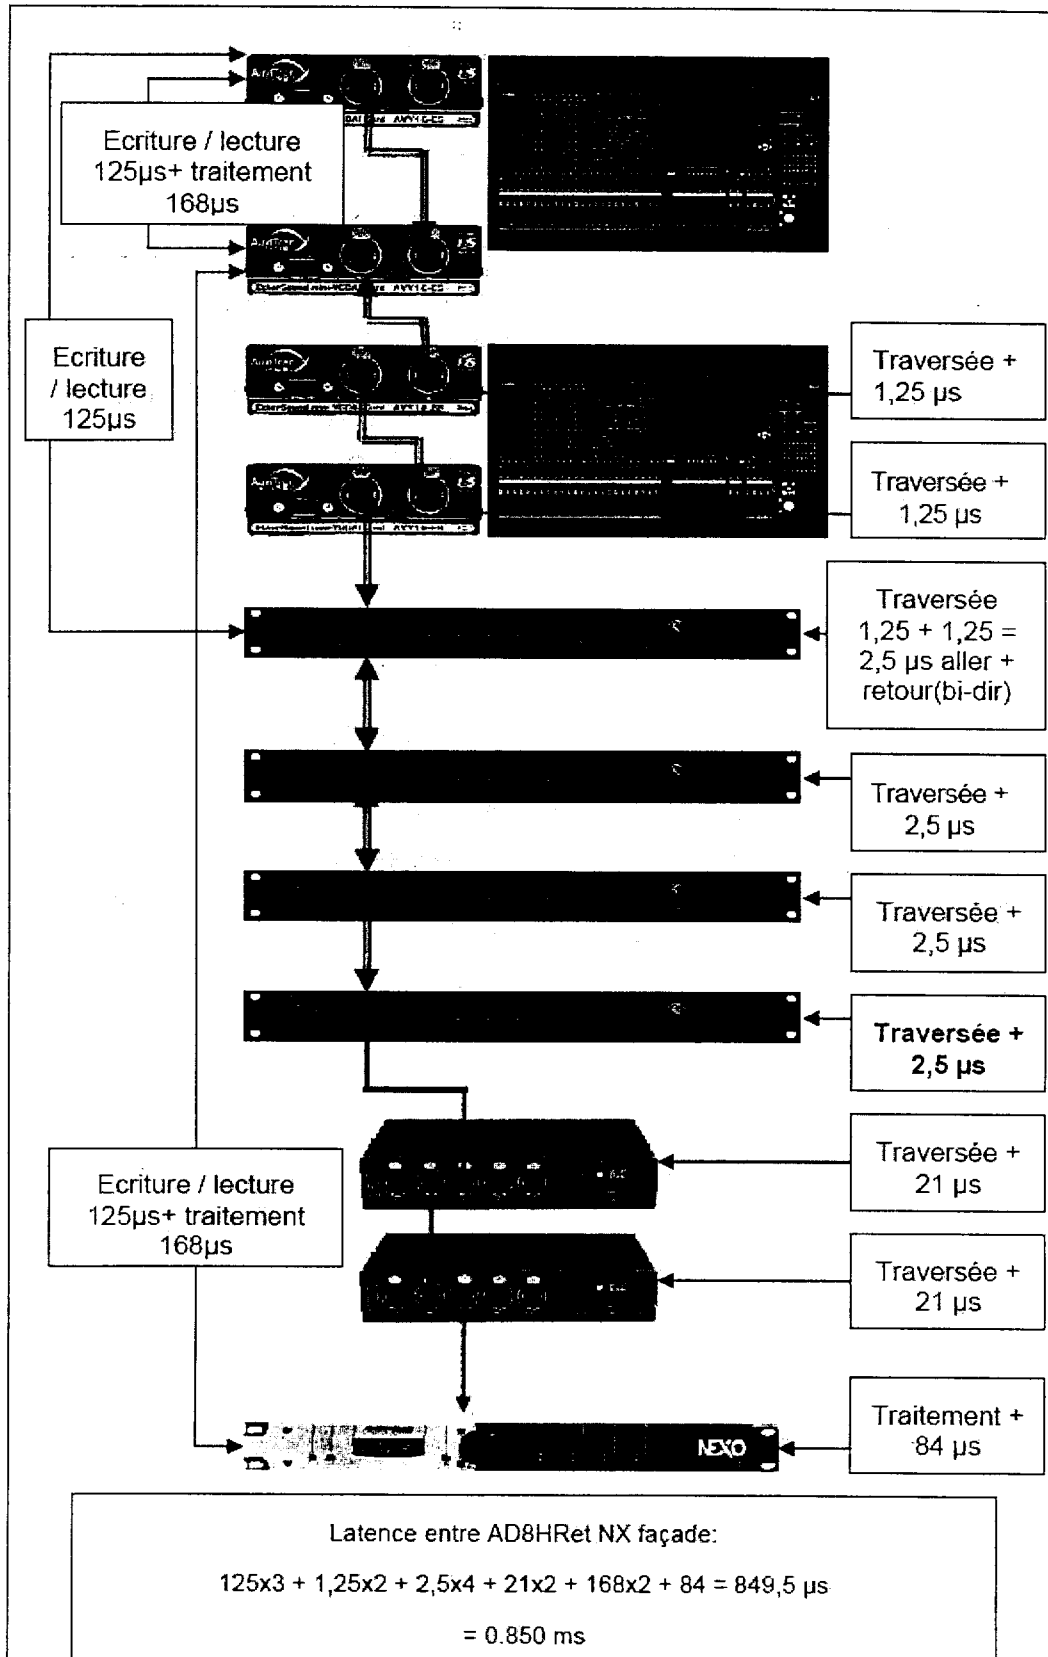 Ecriture / lecture
125µs+ traitement
168µs
Ecriture
/ lecture
125µs
Traversée +
1,25 µs
Traversée +
1,25 µs
Traversée
1,25 + 1,25 =
2,5 µs aller +
retour(bi-dir)
Traversée +
2,5 µs
Traversée +
2,5 µs
Traversée +
2,5 µs
Traversée +
21 µs
Ecriture / lecture
125µs+ traitement
168µs
Traversée +
21 µs
Traitement +
84 µs
NEXO
Latence entre AD8HRet NX façade:
125x3 + 1,25x2 + 2,5x4 + 21x2 + 168x2 + 84 = 849,5 µs
= 0.850 ms